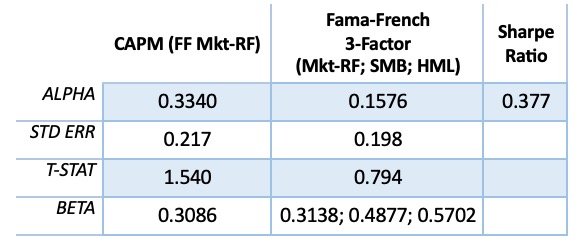 CAPM (FF Mkt-RF)
Fama-French
3-Factor
(Mkt-RF; SMB; HML)
Sharpe
Ratio
ALPHA 0.3340 0.1576 0.377
STD ERR 0.217 0.198
T-STAT 1.540 0.794
BETA 0.3086 0.3138; 0.4877; 0.5702